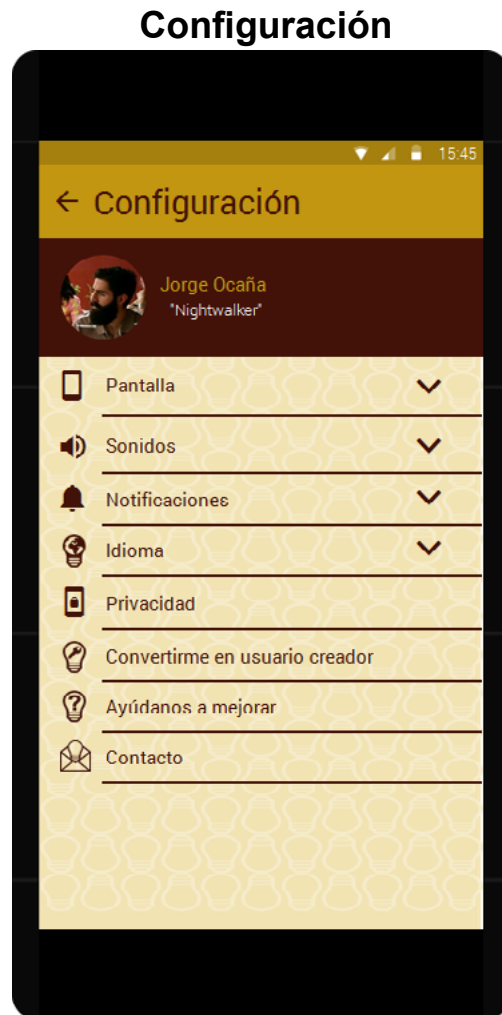 Configuración
15:45
Configuración
Jorge Ocaña
"Nightwalker"
Pantalla
Sonidos
Notificaciones
Idioma
Privacidad
Convertirme en usuario creador
Ayúdanos a mejorar
Contacto